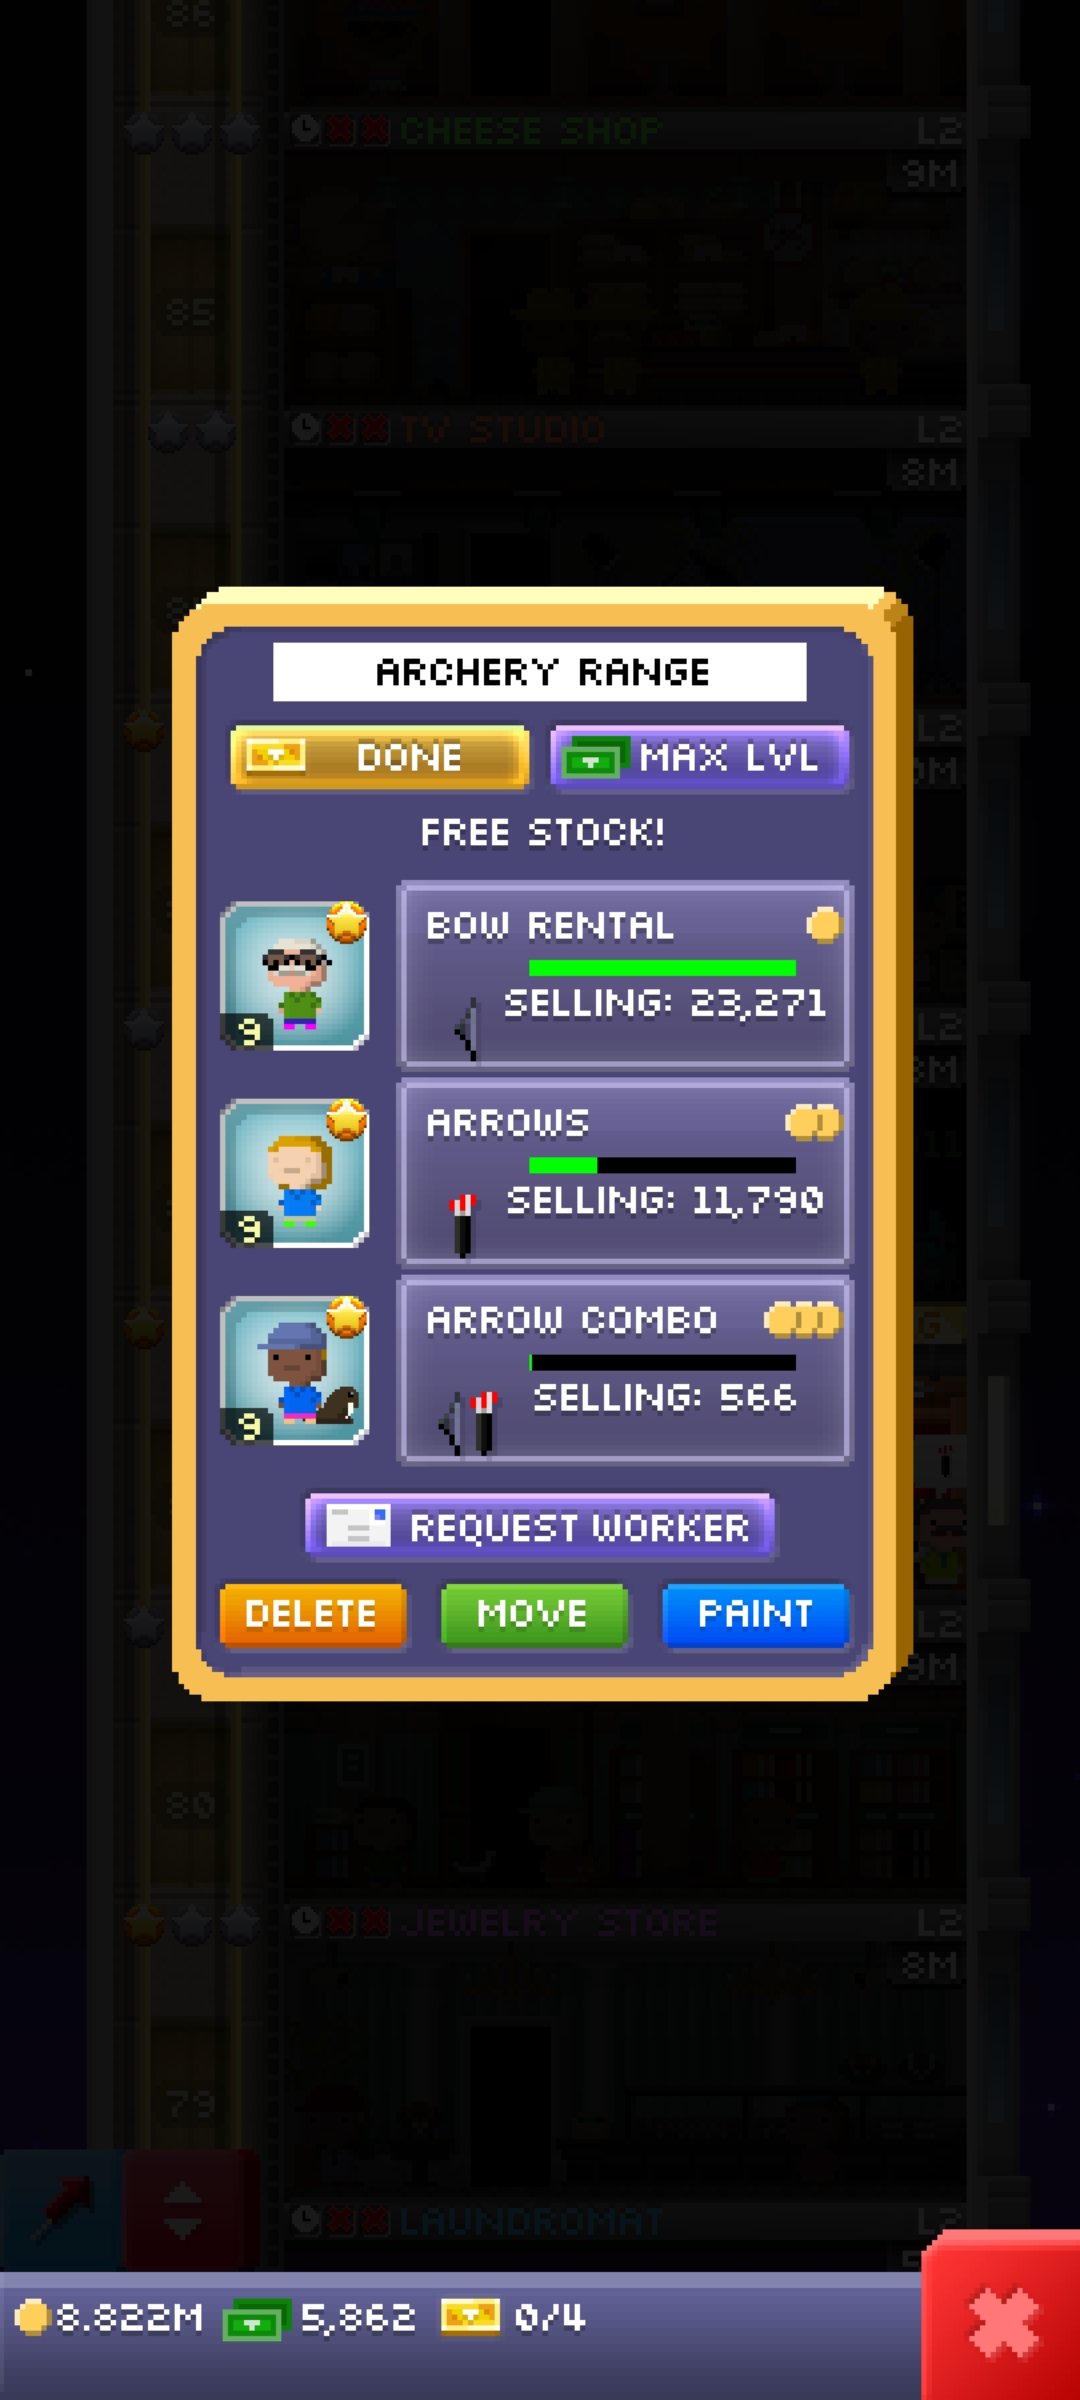 86
CHEESE SHOP L2
9M
85
TV STUDIO L2
8M
ARCHERY RANGE
DONE
MAX LVL
FREE STOCK!
BOW RENTAL
SELLING: 23,271
9
ARROWS
SELLING: 11,790
9
ARROW COMBO
SELLING: 566
9
REQUEST WORKER
DELETE
MOVE
PAINT
L2
9M
80
JEWELRY STORE L2
8M
79
LAUNDROMAT L2
8.822M 5,862 0/4